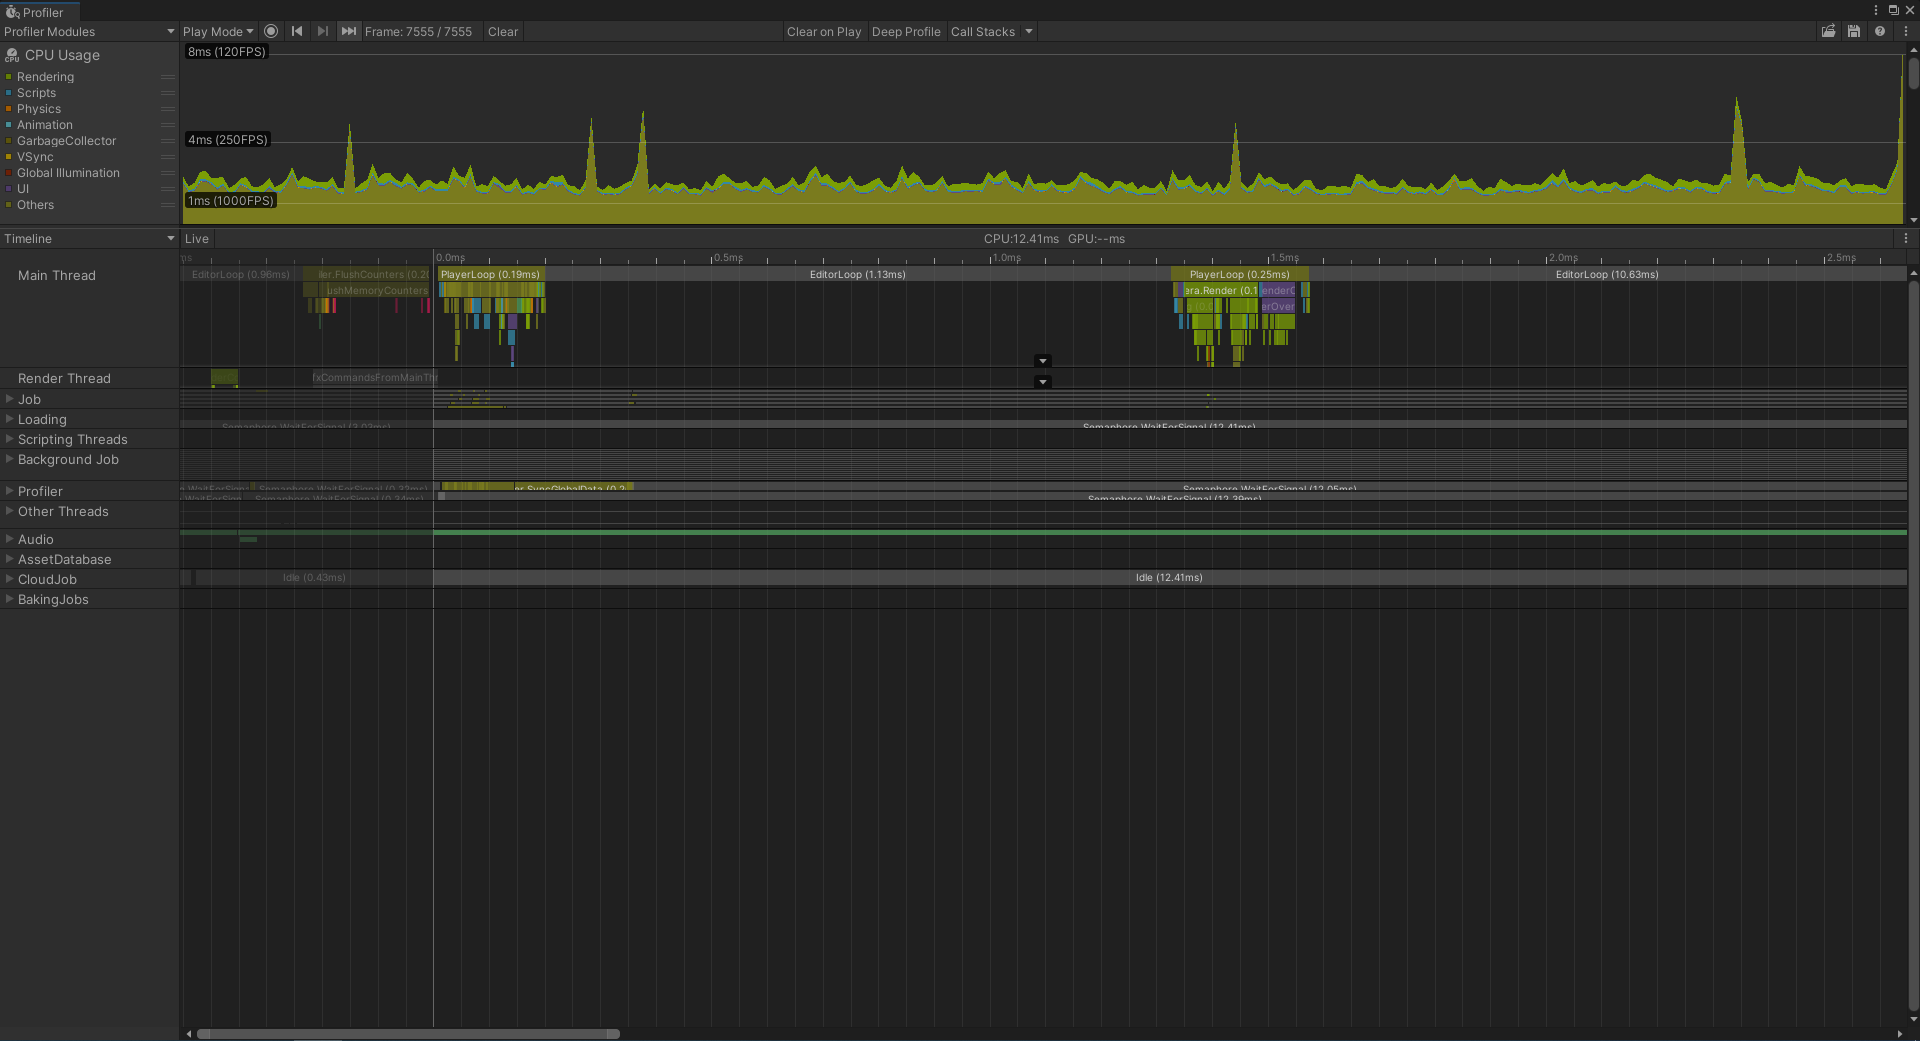 Profiler
Profiler Modules
Play Mode
Frame: 7555 / 7555
Clear
Clear on Play
Deep Profile
Call Stacks
CPU Usage
8ms (120FPS)
Rendering
Scripts
Physics
Animation
4ms (250FPS)
GarbageCollector
VSync
Global Illumination
UI
1ms (1000FPS)
Others
Timeline
Live
CPU:12.41ms GPU:--ms
0.0ms
0.5ms
1.0ms
1.5ms
2.0ms
2.5ms
Main Thread
EditorLoop (0.96ms)
ler.FlushCounters (0.20
PlayerLoop (0.19ms)
EditorLoop (1.13ms)
PlayerLoop (0.25ms)
EditorLoop (10.63ms)
ushMemoryCounters
era.Render (0.1
enderC
erOver
Render Thread
xCommandsFromMainThr
Job
Loading
Semaphore.WaitForSignal (3.03ms)
Semaphore.WaitForSignal (12.41ms)
Scripting Threads
Background Job
Profiler
Semaphore.WaitForSignal (0.32ms)
er.SyncGlobalData (0.2
Semaphore.WaitForSignal (12.05ms)
Semaphore.WaitForSignal (0.34ms)
Semaphore.WaitForSignal (12.39ms)
Other Threads
Audio
AssetDatabase
CloudJob
Idle (0.43ms)
Idle (12.41ms)
BakingJobs